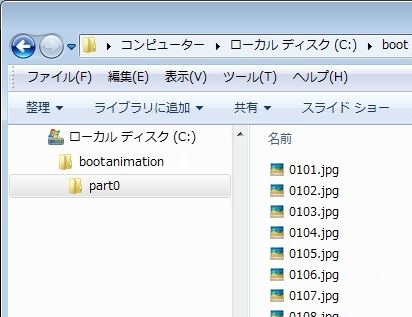 コンピューター ローカル ディスク (C:) boot
ファイル(F) 編集(E) 表示(V) ツール(T) ヘルプ(H)
整理 ライブラリに追加 共有 スライド ショー
ローカル ディスク (C:)
bootanimation
part0
名前
0101.jpg
0102.jpg
0103.jpg
0104.jpg
0105.jpg
0106.jpg
0107.jpg
0108.jpg